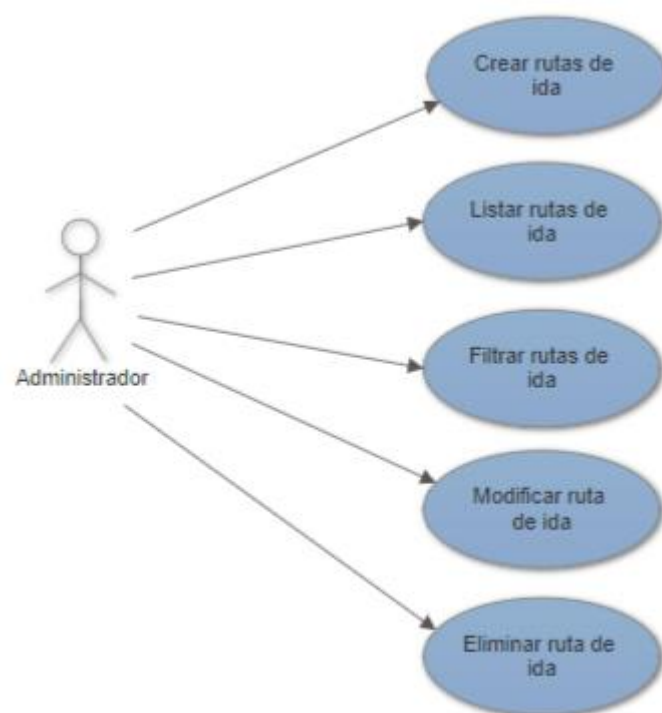 Crear rutas de
ida
Listar rutas de
ida
Administrador
Filtrar rutas de
ida
Modificar ruta
de ida
Eliminar ruta de
ida